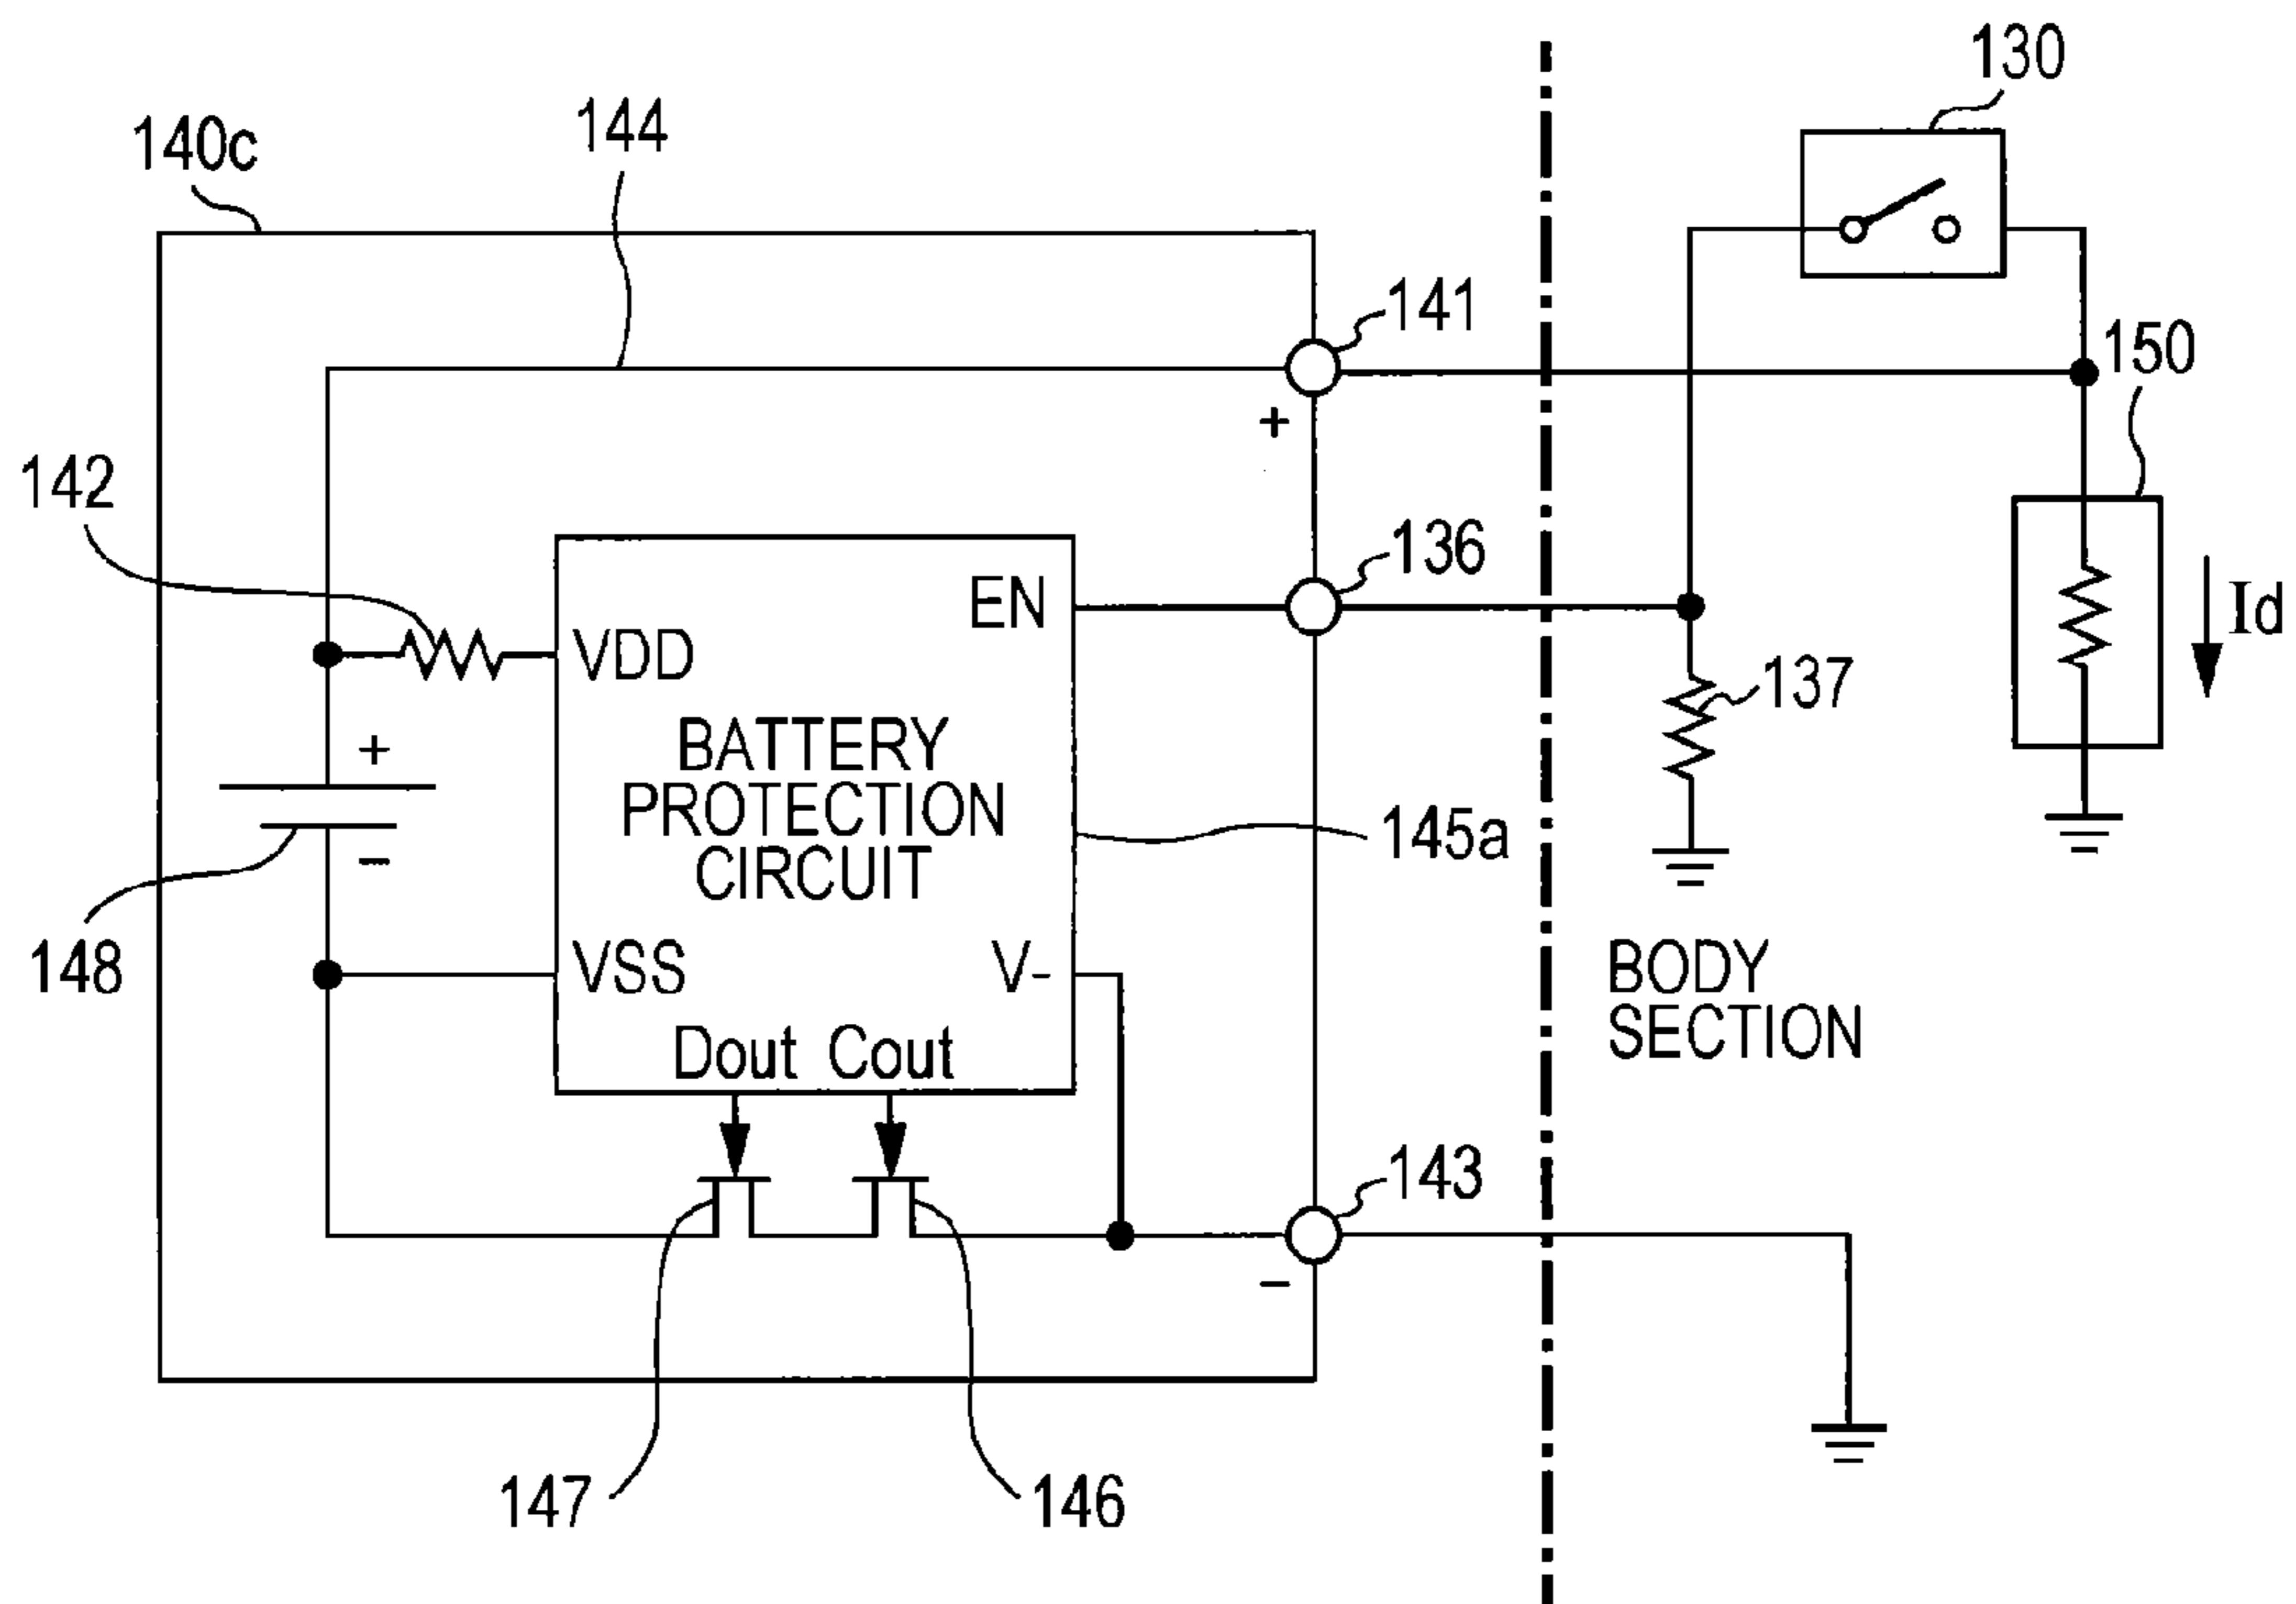 130
144
140c
141
150
142
136
+
EN
Id
VDD
137
+
BATTERY
PROTECTION
CIRCUIT
145a
−
148
VSS
V-
BODY
SECTION
Dout Cout
143
−
147
146